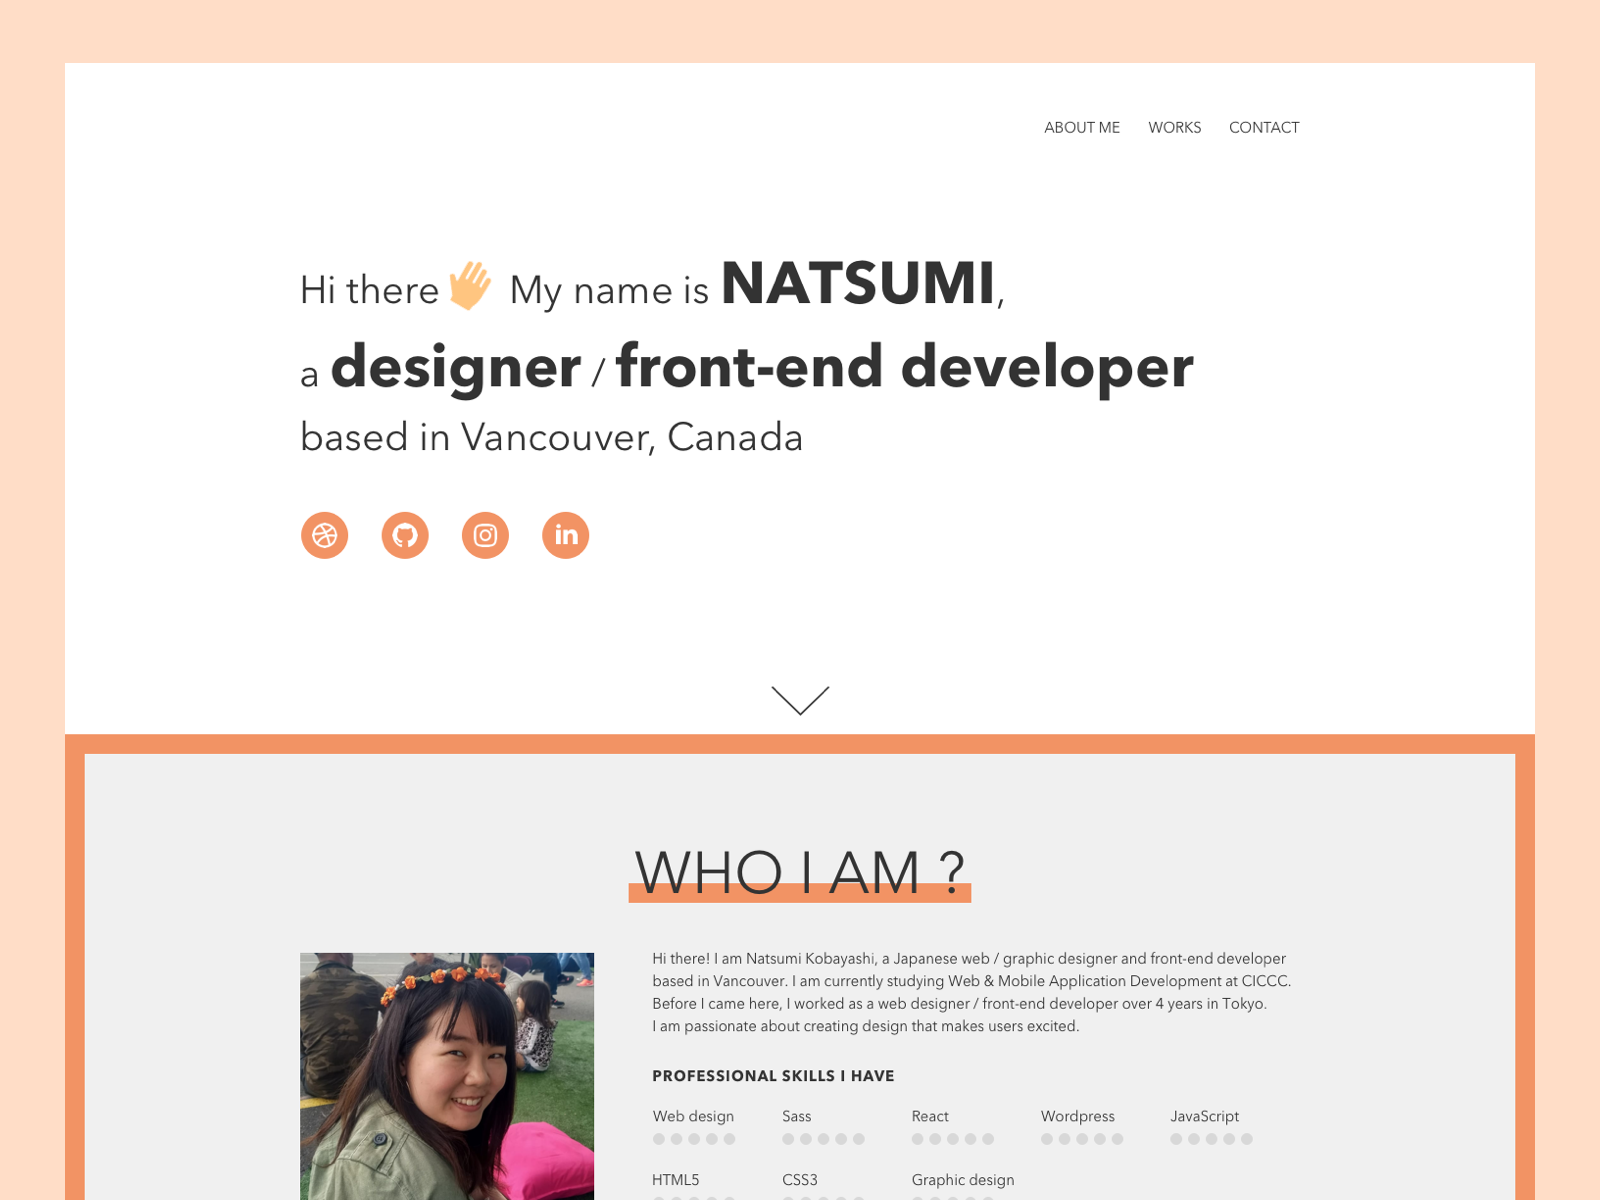 ABOUT ME WORKS CONTACT
Hi there👋 My name is NATSUMI,
a designer / front-end developer
based in Vancouver, Canada
in
WHO I AM ?
Hi there! I am Natsumi Kobayashi, a Japanese web / graphic designer and front-end developer
based in Vancouver. I am currently studying Web & Mobile Application Development at CICCC.
Before I came here, I worked as a web designer / front-end developer over 4 years in Tokyo.
I am passionate about creating design that makes users excited.
PROFESSIONAL SKILLS I HAVE
Web design Sass React Wordpress JavaScript
HTML5 CSS3 Graphic design